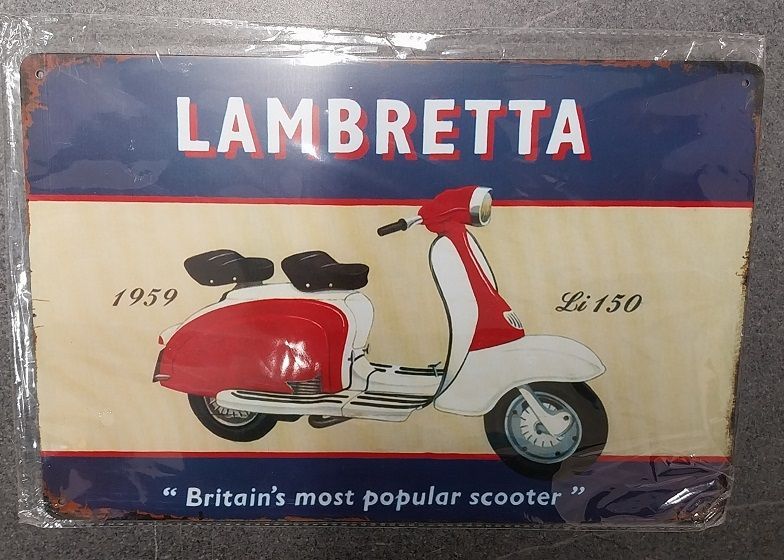 LAMBRETTA
1959
Li 150
“ Britain's most popular scooter ”